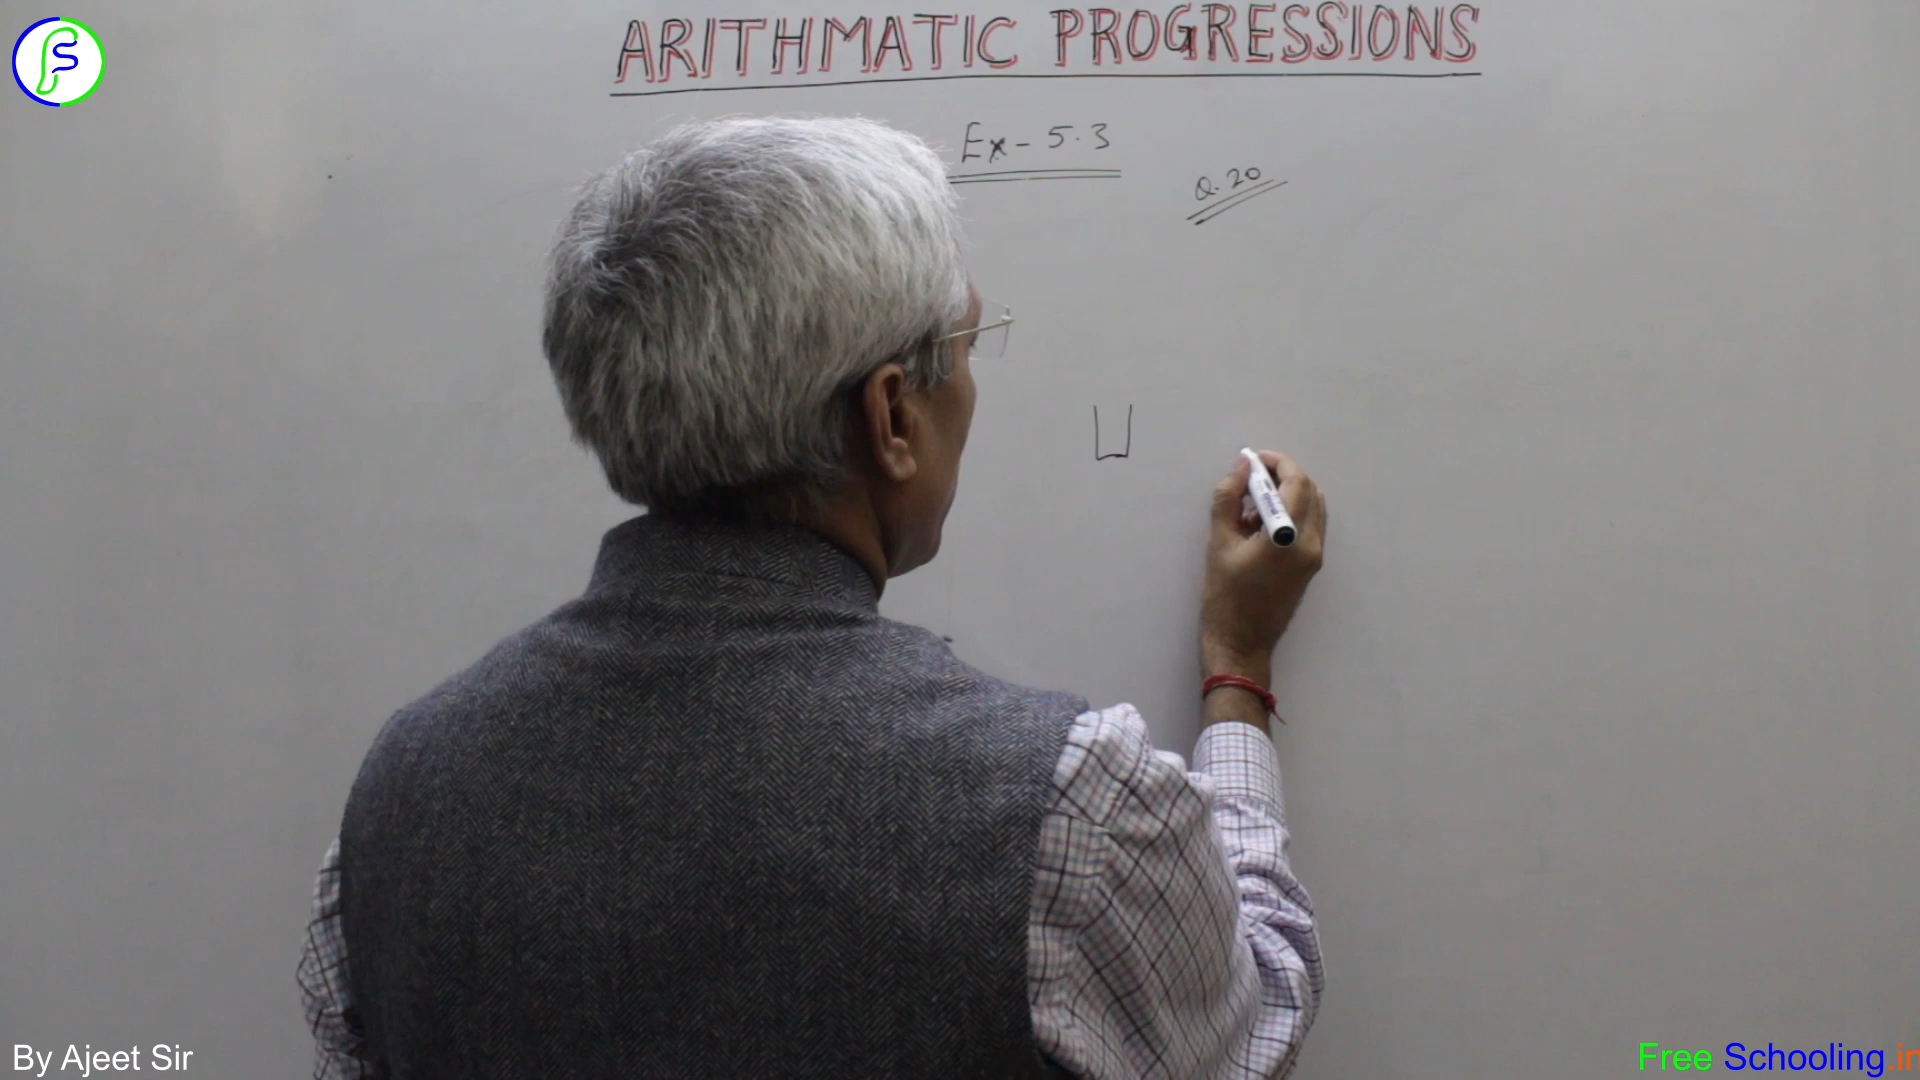 ARITHMATIC PROGRESSIONS
Ex - 5.3
Q. 20
By Ajeet Sir
Free Schooling.in